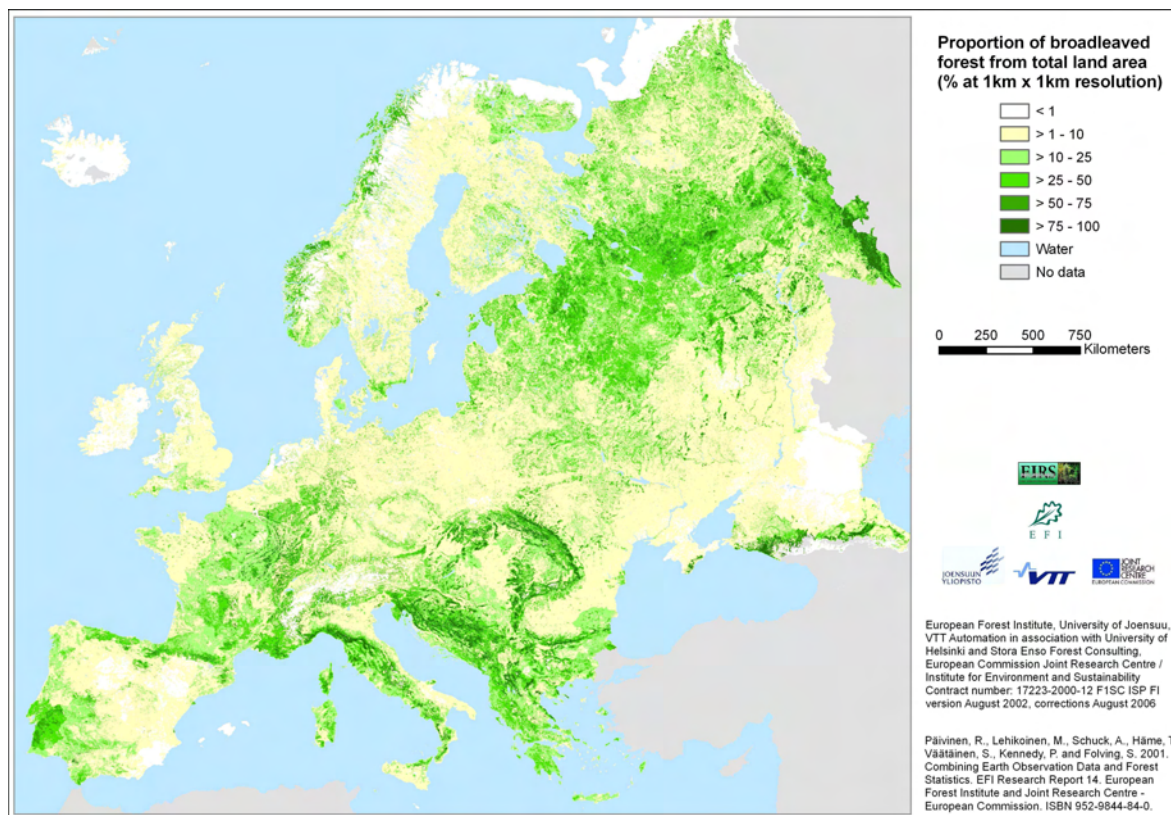 Proportion of broadleaved
forest from total land area
(% at 1km x 1km resolution)
< 1
> 1 - 10
> 10 - 25
> 25 - 50
> 50 - 75
> 75 - 100
Water
No data
0 250 500 750
Kilometers
EIRS
E F I
JOENSUUN
YLIOPISTO
VTT
JOINT
RESEARCH
CENTRE
EUROPEAN COMMISSION
European Forest Institute, University of Joensuu,
VTT Automation in association with University of
Helsinki and Stora Enso Forest Consulting,
European Commission Joint Research Centre /
Institute for Environment and Sustainability
Contract number: 17223-2000-12 F1SC ISP FI
version August 2002, corrections August 2006
Päivinen, R., Lehikoinen, M., Schuck, A., Häme, T.
Väätäinen, S., Kennedy, P. and Folving, S. 2001.
Combining Earth Observation Data and Forest
Statistics. EFI Research Report 14. European
Forest Institute and Joint Research Centre -
European Commission. ISBN 952-9844-84-0.